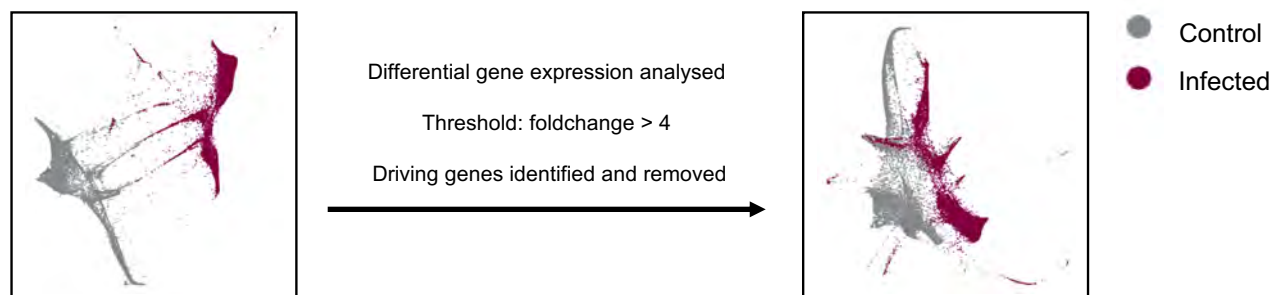 Differential gene expression analysed
Threshold: foldchange > 4
Driving genes identified and removed
Control
Infected